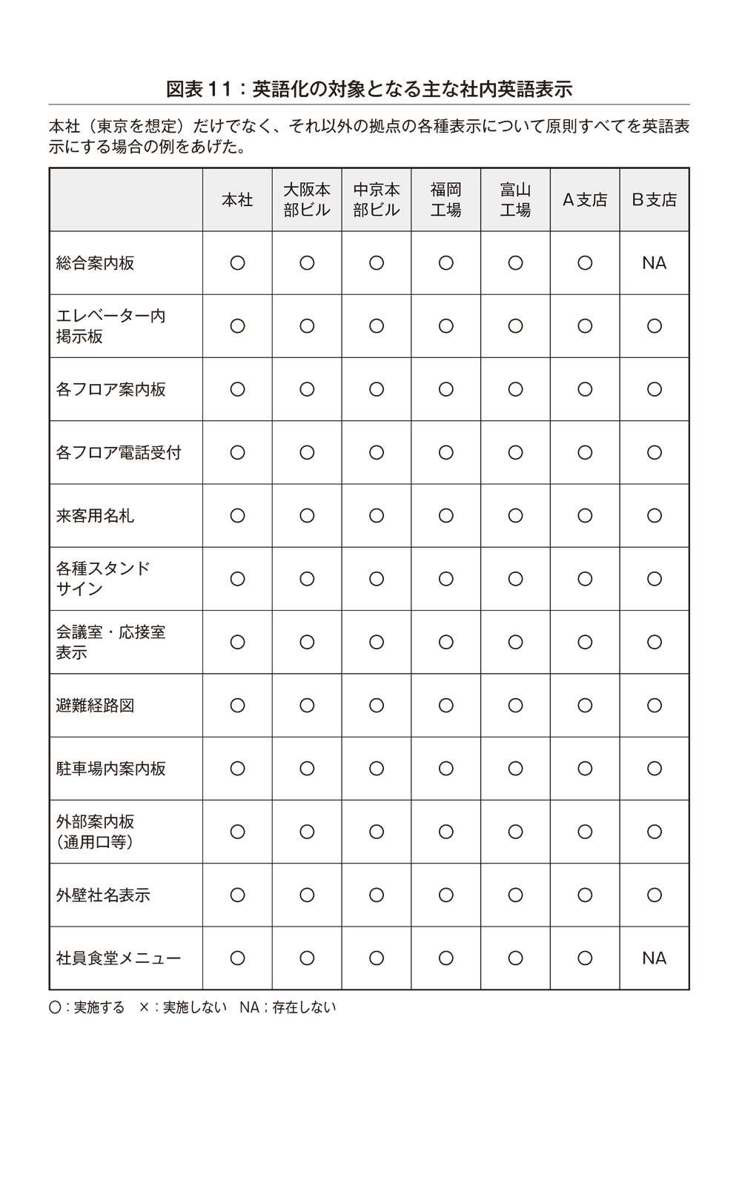 図表11：英語化の対象となる主な社内英語表示
本社（東京を想定）だけでなく、それ以外の拠点の各種表示について原則すべてを英語表
示にする場合の例をあげた。
本社 大阪本部ビル 中京本部ビル 福岡工場 富山工場 A支店 B支店
総合案内板 〇 〇 〇 〇 〇 〇 NA
エレベーター内
掲示板 〇 〇 〇 〇 〇 〇 〇
各フロア案内板 〇 〇 〇 〇 〇 〇 〇
各フロア電話受付 〇 〇 〇 〇 〇 〇 〇
来客用名札 〇 〇 〇 〇 〇 〇 〇
各種スタンド
サイン 〇 〇 〇 〇 〇 〇 〇
会議室・応接室
表示 〇 〇 〇 〇 〇 〇 〇
避難経路図 〇 〇 〇 〇 〇 〇 〇
駐車場内案内板 〇 〇 〇 〇 〇 〇 〇
外部案内板
（通用口等） 〇 〇 〇 〇 〇 〇 〇
外壁社名表示 〇 〇 〇 〇 〇 〇 〇
社員食堂メニュー 〇 〇 〇 〇 〇 〇 NA
〇：実施する　×：実施しない　NA：存在しない